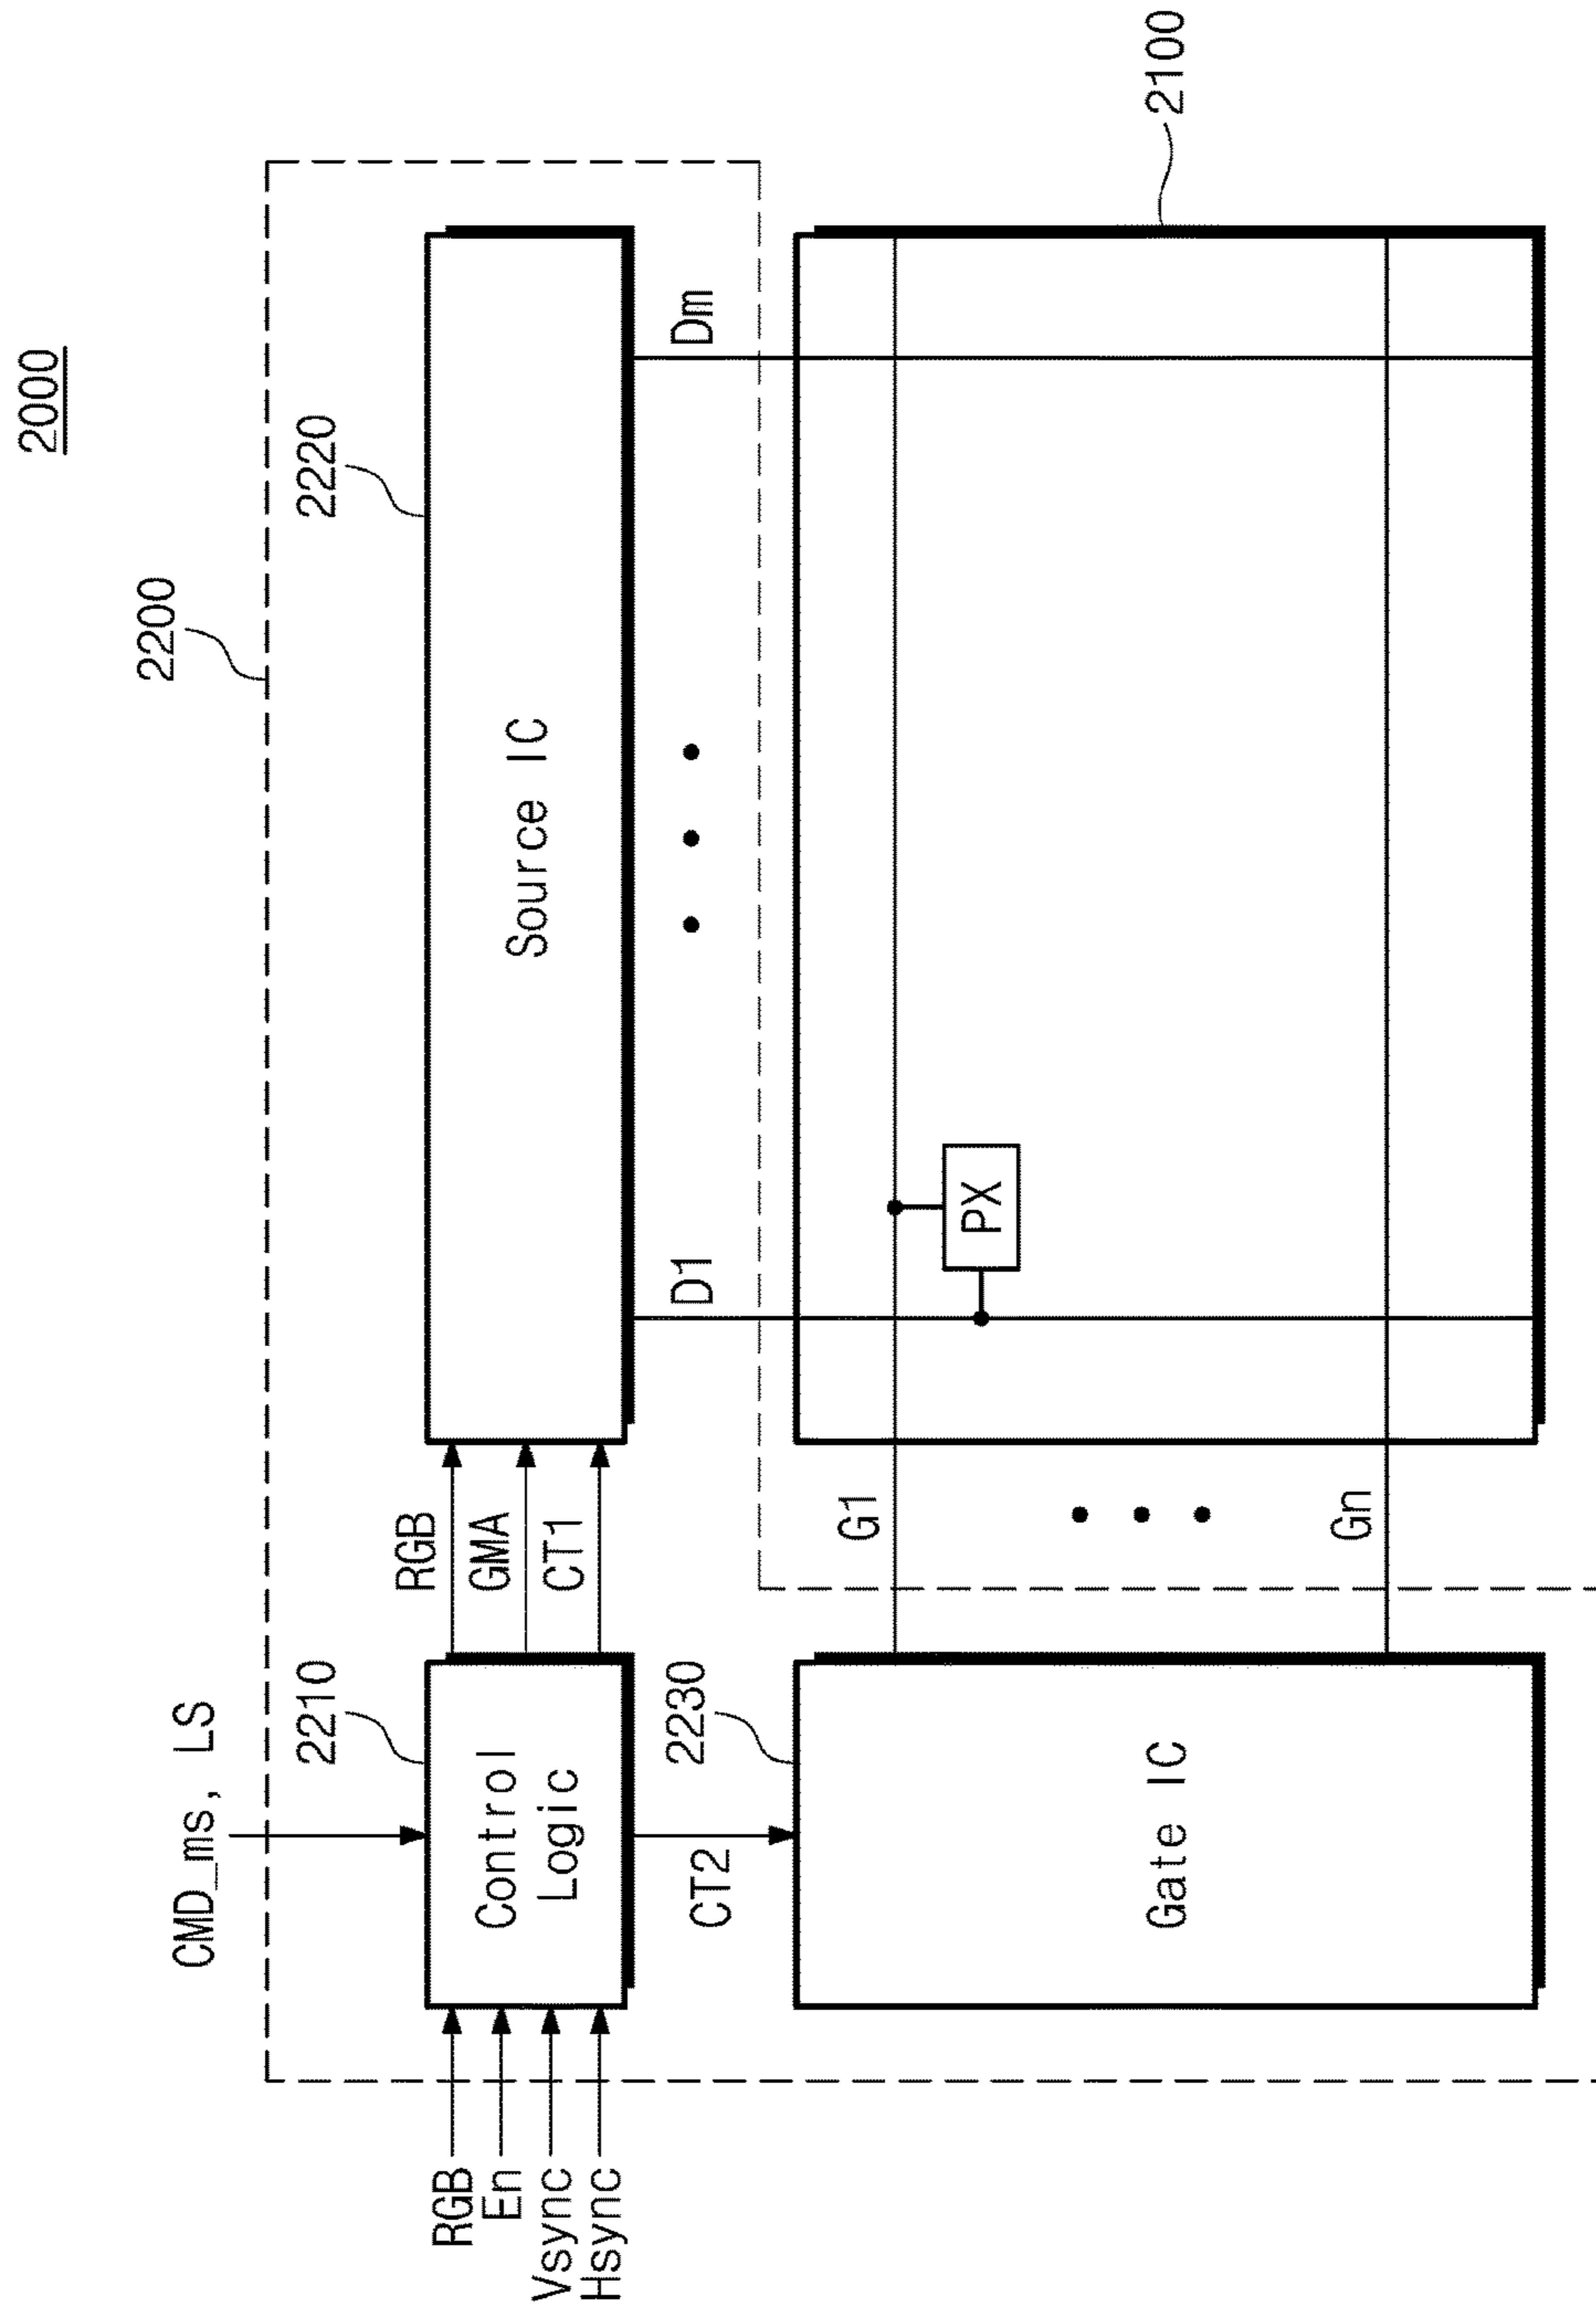 2000
2200
CMD_ms, LS
2210
2220
RGB
En
Vsync
Hsync
Control
Logic
RGB
GMA
CT1
Source IC
CT2
D1
Dm
2230
Gate IC
G1
Gn
PX
2100